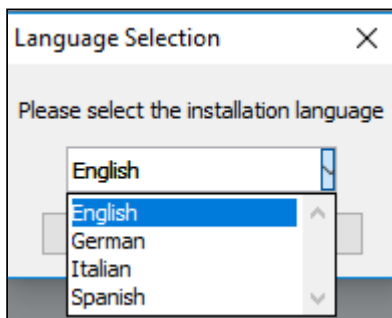 Language Selection
Please select the installation language
English
English
German
Italian
Spanish